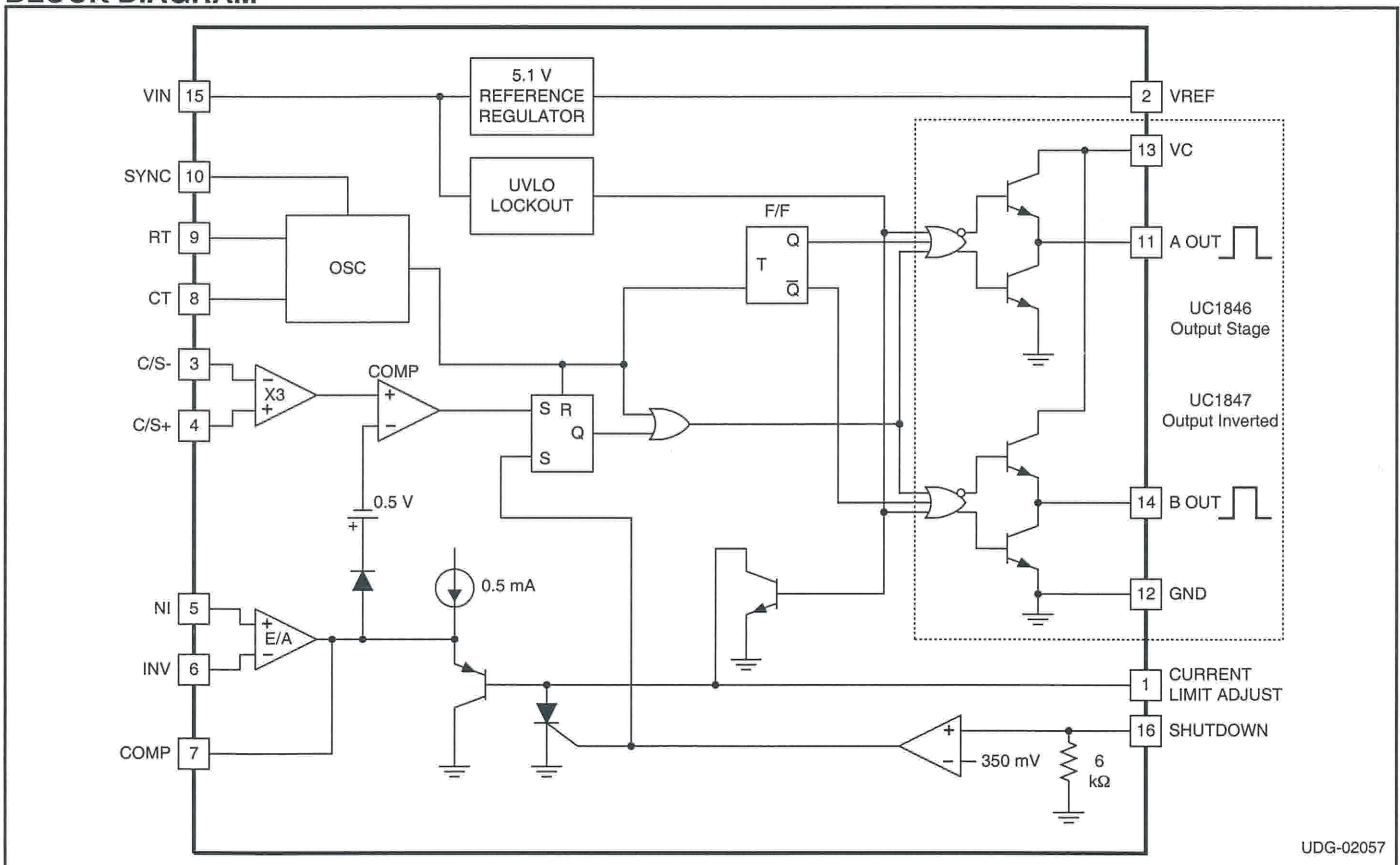 BLOCK DIAGRAM
VIN 15
5.1 V
REFERENCE
REGULATOR
2 VREF
13 VC
SYNC 10
UVLO
LOCKOUT
F/F
RT 9
OSC
T
Q
Q̅
11 A OUT
CT 8
UC1846
Output Stage
C/S- 3
−
X3
+
C/S+ 4
COMP
+
−
S R
Q
S
UC1847
Output Inverted
0.5 V
+
14 B OUT
0.5 mA
NI 5
+
E/A
−
INV 6
12 GND
1 CURRENT
LIMIT ADJUST
COMP 7
+
−
350 mV
6
kΩ
16 SHUTDOWN
UDG-02057